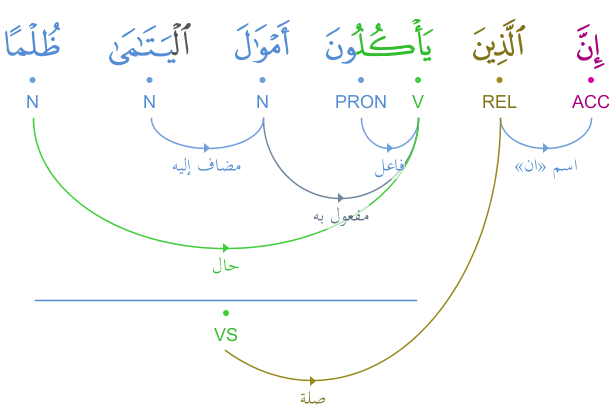 إِنَّ ٱلَّذِينَ يَأْكُلُونَ أَمْوَٰلَ ٱلْيَتَٰمَىٰ ظُلْمًا
ACC REL V PRON N N N
اسم «ان» فاعل مضاف إليه
مفعول به
حال
VS
صلة